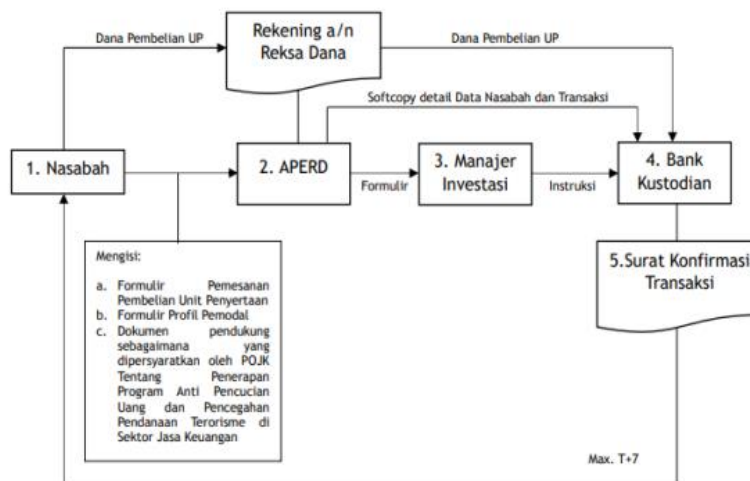 Dana Pembelian UP
Rekening a/n
Reksa Dana
Dana Pembelian UP
Softcopy detail Data Nasabah dan Transaksi
1. Nasabah
2. APERD
Formulir
3. Manajer
Investasi
Instruksi
4. Bank
Kustodian
Mengisi:
a. Formulir Pemesanan
Pembelian Unit Penyertaan
b. Formulir Profil Pemodal
c. Dokumen pendukung
sebagaimana yang
dipersyaratkan oleh POJK
Tentang Penerapan
Program Anti Pencucian
Uang dan Pencegahan
Pendanaan Terorisme di
Sektor Jasa Keuangan
5.Surat Konfirmasi
Transaksi
Max. T+7